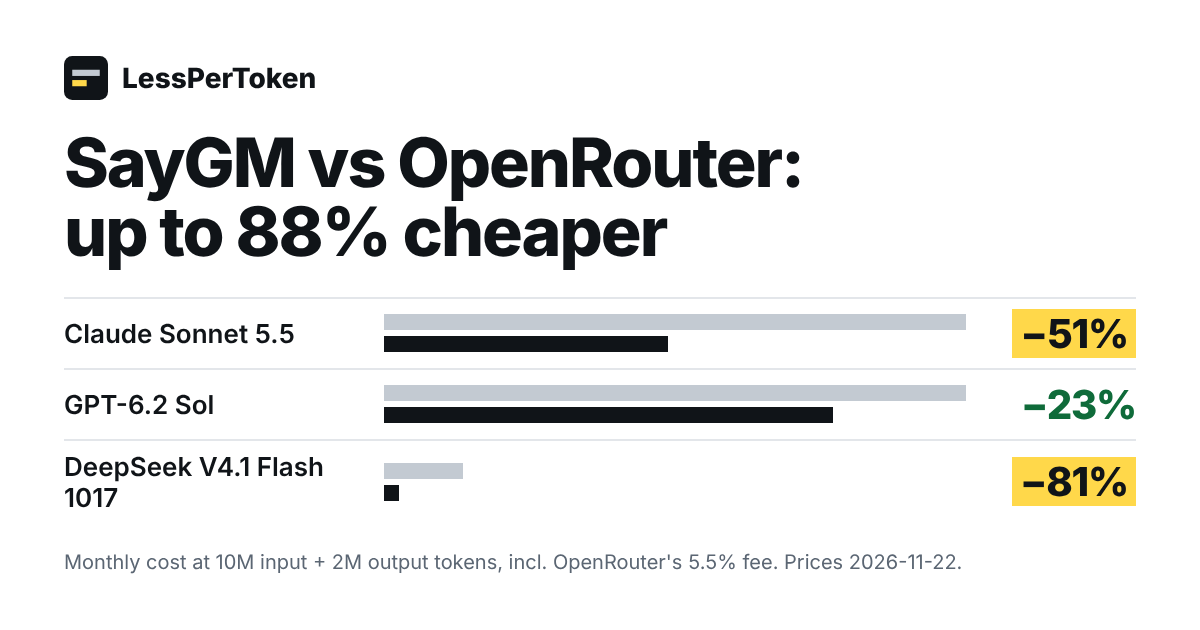 LessPerToken
SayGM vs OpenRouter:
up to 88% cheaper
Claude Sonnet 5.5
−51%
GPT-6.2 Sol
−23%
DeepSeek V4.1 Flash
1017
−81%
Monthly cost at 10M input + 2M output tokens, incl. OpenRouter's 5.5% fee. Prices 2026-11-22.